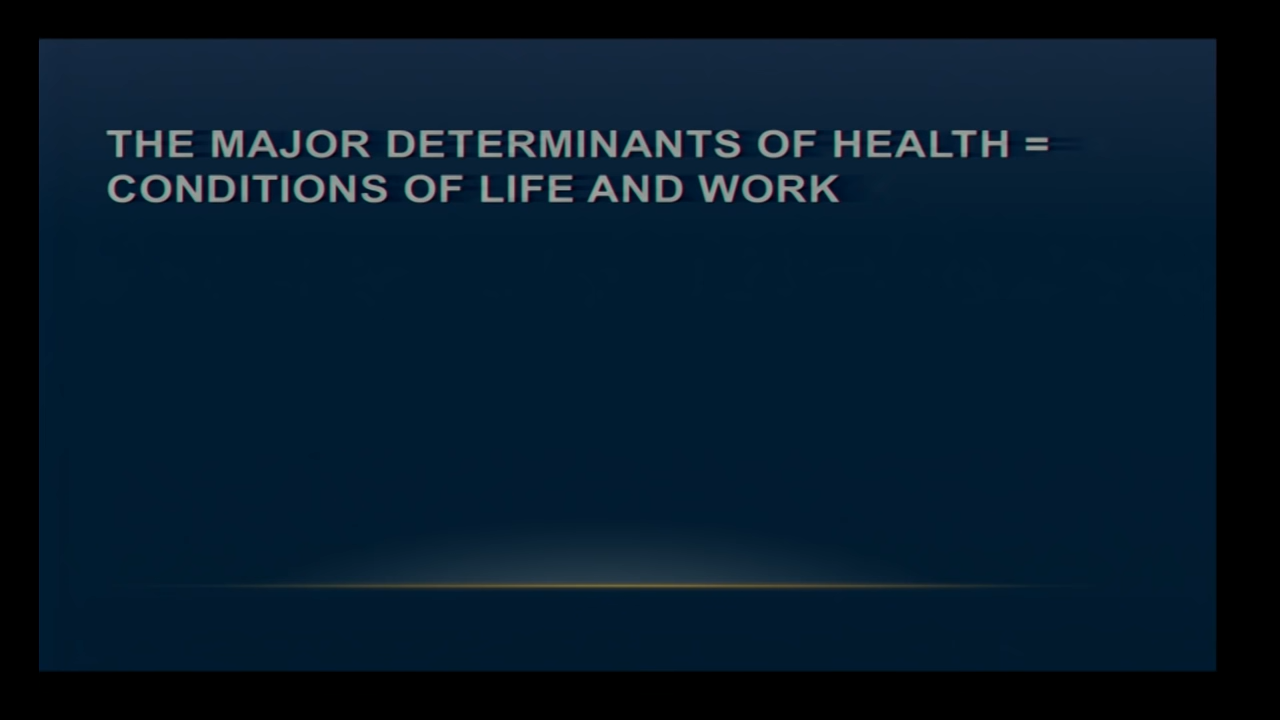 THE MAJOR DETERMINANTS OF HEALTH =
CONDITIONS OF LIFE AND WORK